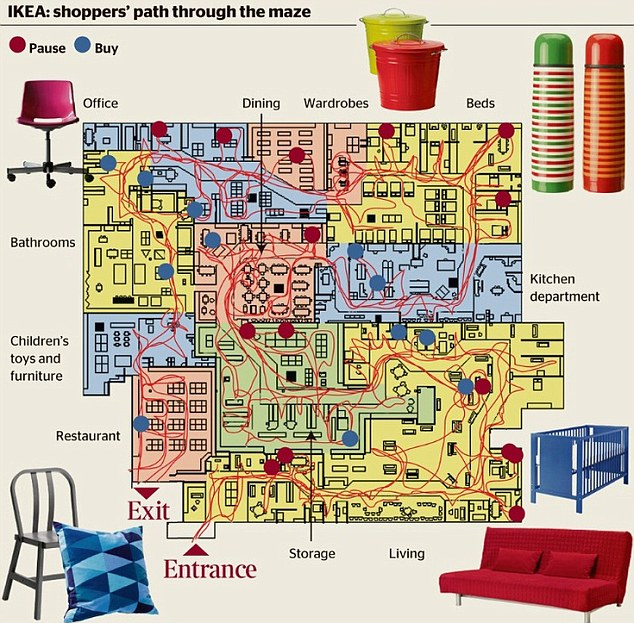 IKEA: shoppers' path through the maze
Pause Buy
Office
Dining
Wardrobes
Beds
Bathrooms
Kitchen
department
Children's
toys and
furniture
Restaurant
Exit
Entrance
Storage
Living